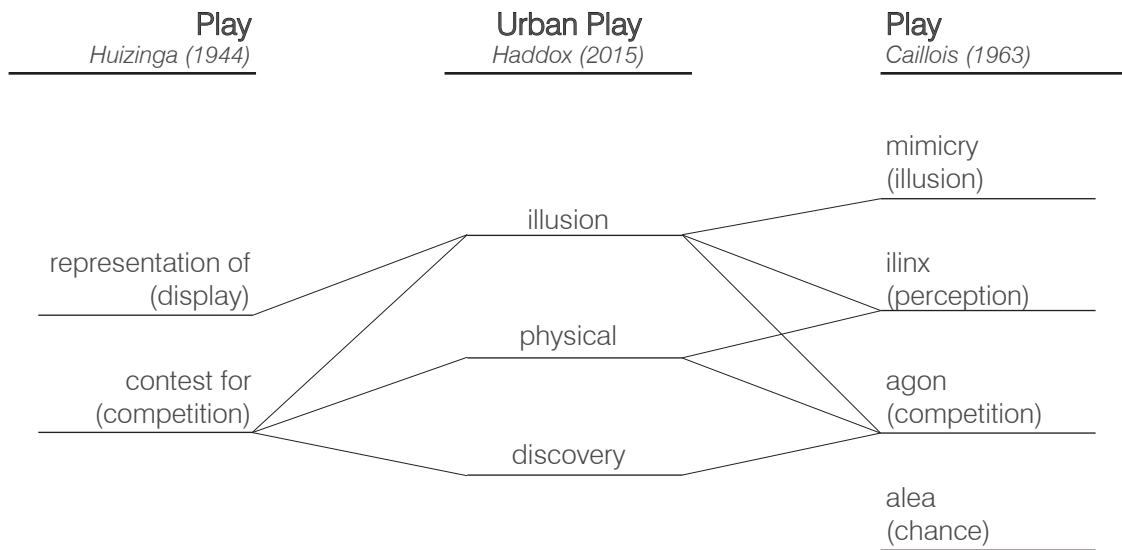 Play
Huizinga (1944)
Urban Play
Haddox (2015)
Play
Caillois (1963)
representation of
(display)
contest for
(competition)
illusion
physical
discovery
mimicry
(illusion)
ilinx
(perception)
agon
(competition)
alea
(chance)